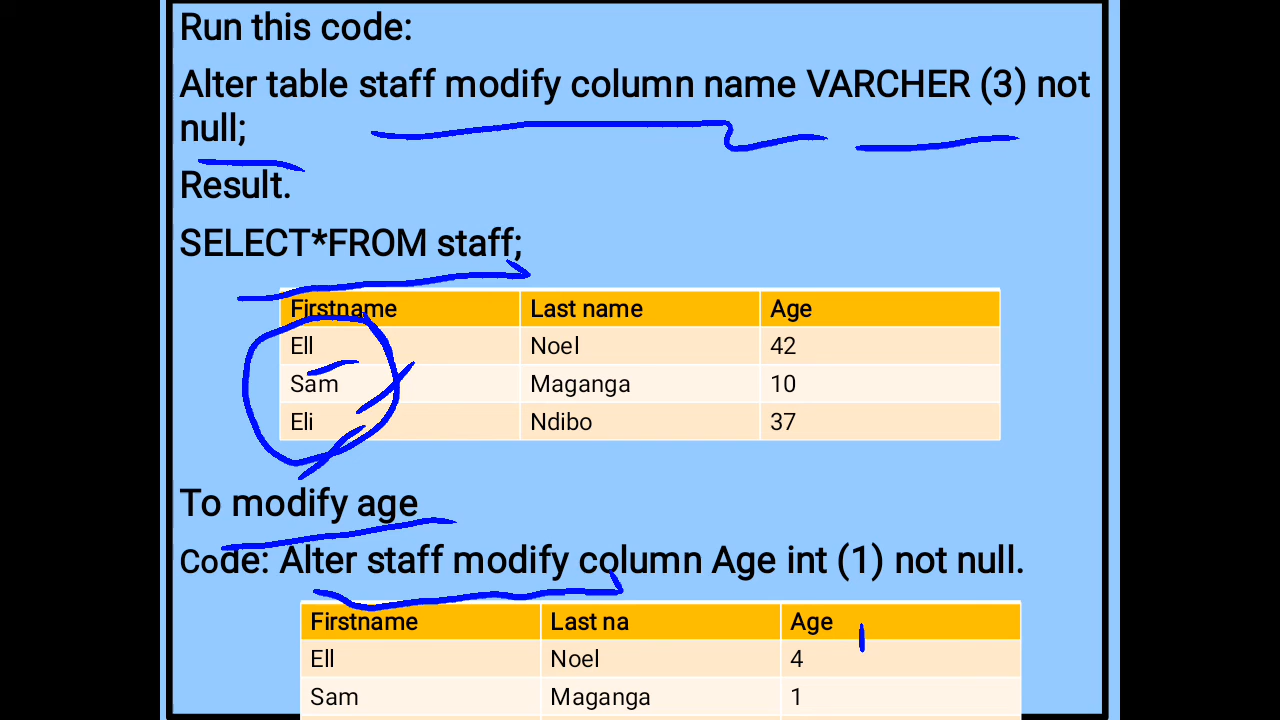 Run this code:
Alter table staff modify column name VARCHER (3) not
null;
Result.
SELECT*FROM staff;
Firstname Last name Age
Ell Noel 42
Sam Maganga 10
Eli Ndibo 37
To modify age
Code: Alter staff modify column Age int (1) not null.
Firstname Last na Age
Ell Noel 4
Sam Maganga 1